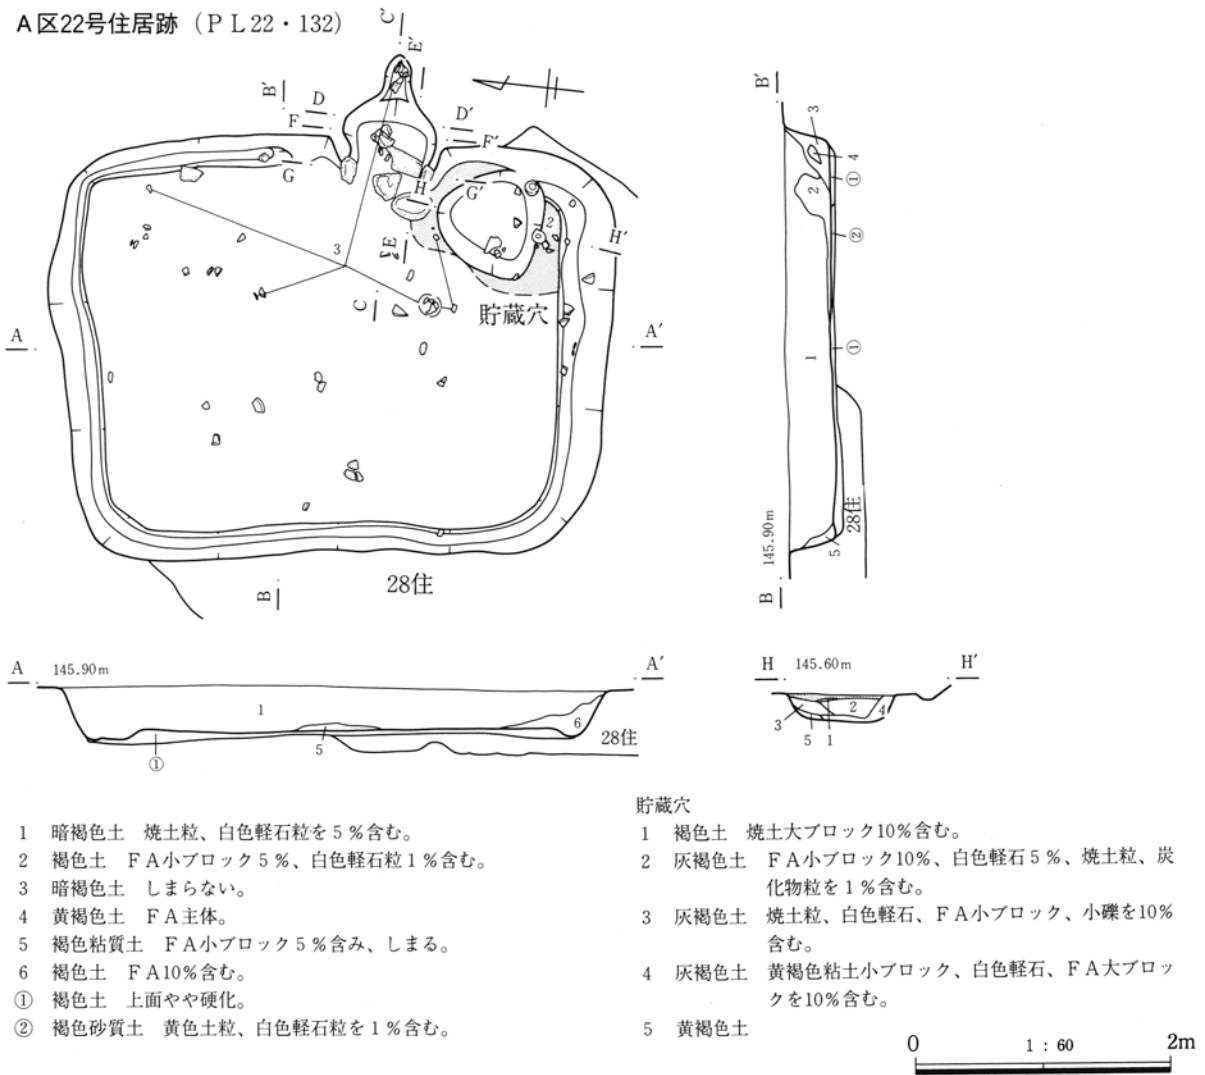 A区22号住居跡（ＰＬ22・132）
C′
E′
B′
D
F
D′
F′
G
H
G′
2
H′
3
E
C
貯蔵穴
A
A′
B
28住
B′
3
4
①
2
②
1
①
145.90m
28住
5
B
A
145.90m
A′
1
6
5
28住
①
H
145.60m
H′
2
4
3
5
1
1　暗褐色土　焼土粒、白色軽石粒を５％含む。
2　褐色土　ＦＡ小ブロック５％、白色軽石粒１％含む。
3　暗褐色土　しまらない。
4　黄褐色土　ＦＡ主体。
5　褐色粘質土　ＦＡ小ブロック５％含み、しまる。
6　褐色土　ＦＡ10％含む。
①　褐色土　上面やや硬化。
②　褐色砂質土　黄色土粒、白色軽石粒を１％含む。
貯蔵穴
1　褐色土　焼土大ブロック10％含む。
2　灰褐色土　ＦＡ小ブロック10％、白色軽石５％、焼土粒、炭
化物粒を１％含む。
3　灰褐色土　焼土粒、白色軽石、ＦＡ小ブロック、小礫を10％
含む。
4　灰褐色土　黄褐色粘土小ブロック、白色軽石、ＦＡ大ブロッ
クを10％含む。
5　黄褐色土
0
1：60
2m